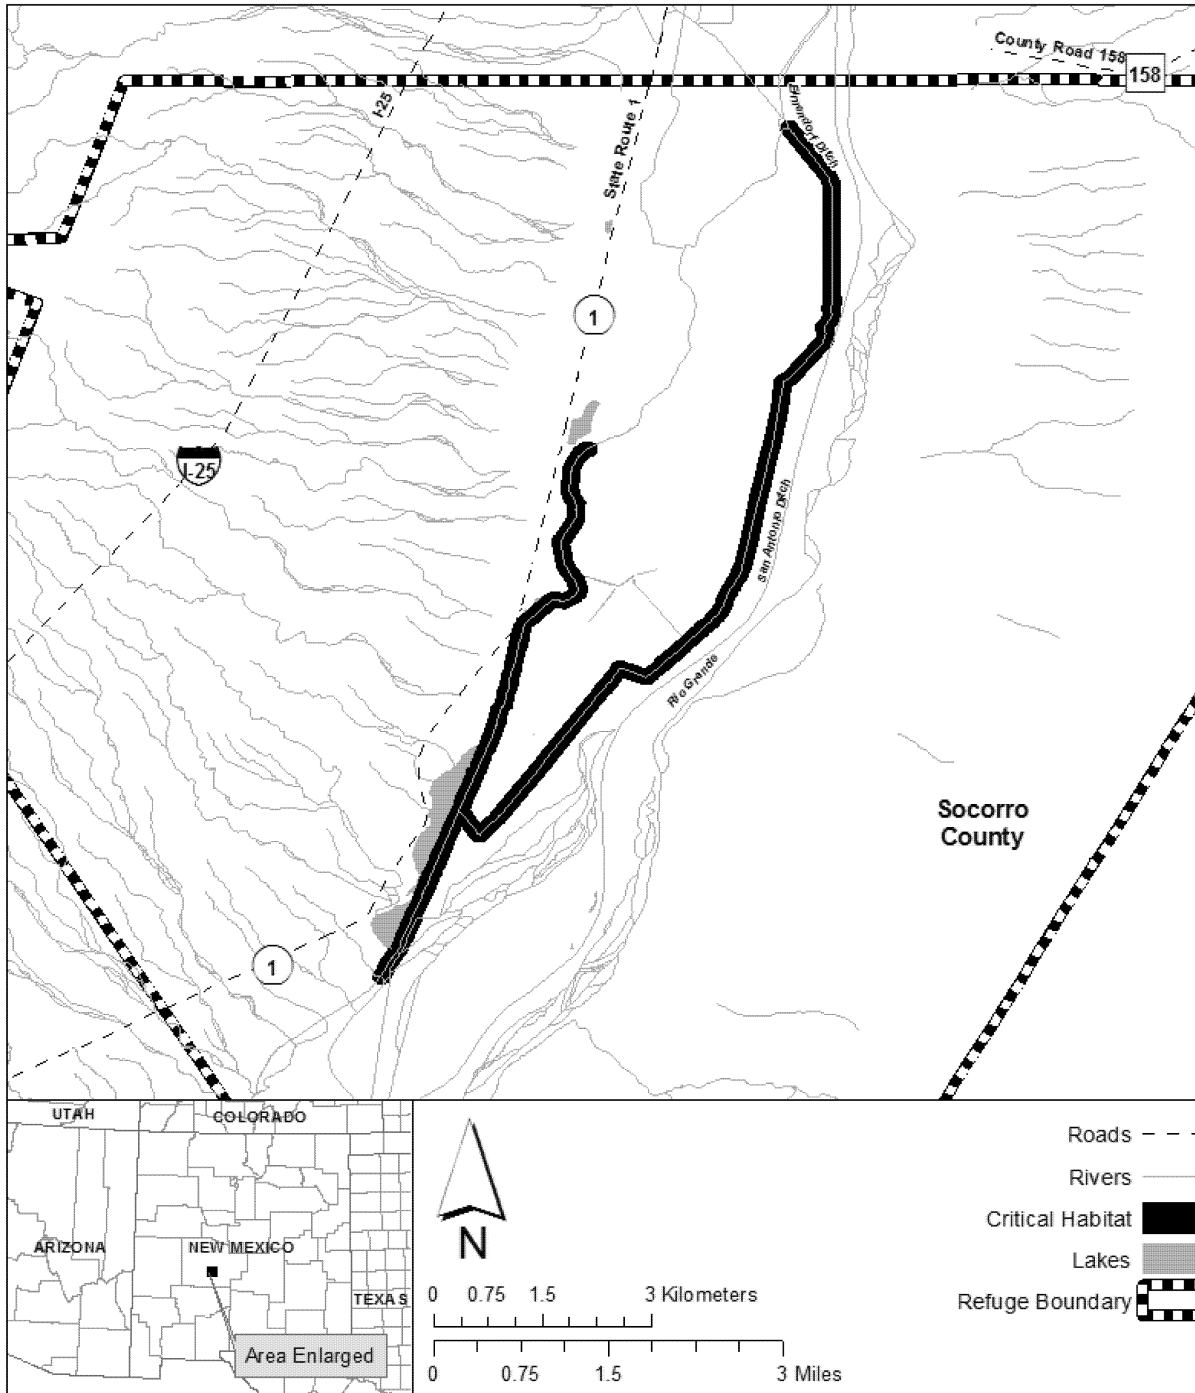 County Road 158
158
I-25
Elmendorf Ditch
State Route 1
1
I-25
San Antonio Ditch
Rio Grande
Socorro
County
1
UTAH
COLORADO
ARIZONA
NEW MEXICO
TEXAS
Area Enlarged
N
0 0.75 1.5 3 Kilometers
0 0.75 1.5 3 Miles
Roads
Rivers
Critical Habitat
Lakes
Refuge Boundary